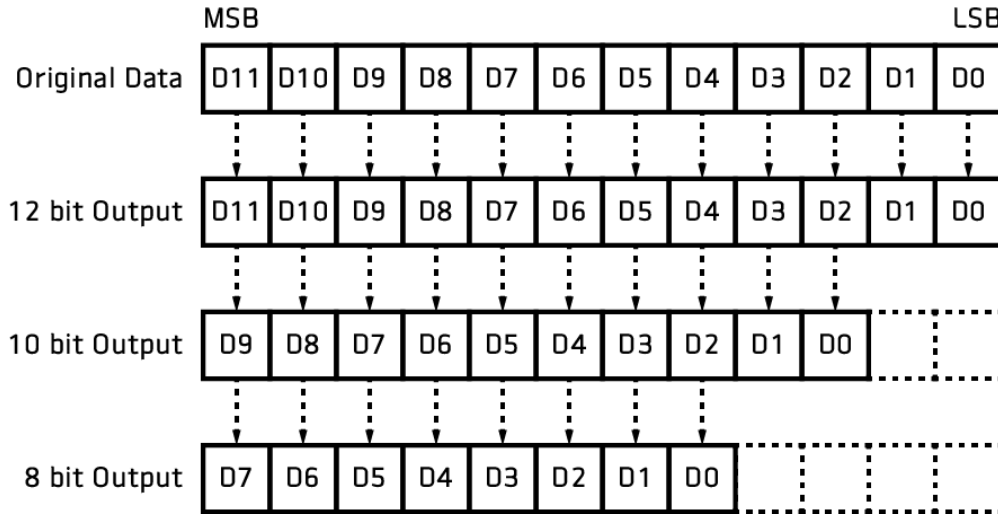 MSB LSB
Original Data D11 D10 D9 D8 D7 D6 D5 D4 D3 D2 D1 D0
12 bit Output D11 D10 D9 D8 D7 D6 D5 D4 D3 D2 D1 D0
10 bit Output D9 D8 D7 D6 D5 D4 D3 D2 D1 D0
8 bit Output D7 D6 D5 D4 D3 D2 D1 D0